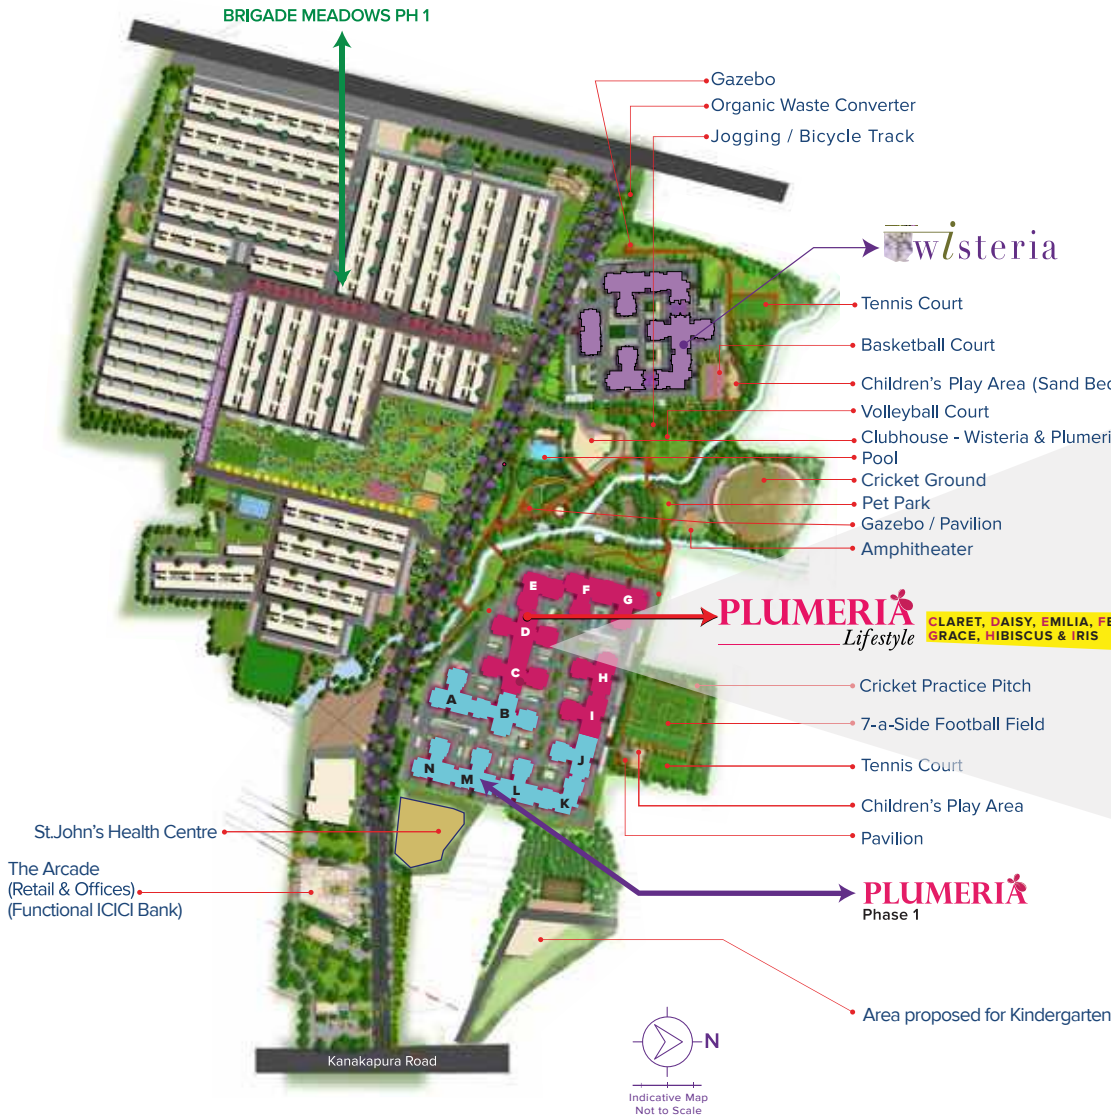 BRIGADE MEADOWS PH 1
Gazebo
Organic Waste Converter
Jogging / Bicycle Track
wisteria
Tennis Court
Basketball Court
Children's Play Area (Sand Bed
Volleyball Court
Clubhouse - Wisteria & Plumeri
Pool
Cricket Ground
Pet Park
Gazebo / Pavilion
Amphitheater
E
F
G
D
PLUMERIA
Lifestyle
CLARET, DAISY, EMILIA, FE
GRACE, HIBISCUS & IRIS
C
H
A
B
I
Cricket Practice Pitch
7-a-Side Football Field
J
N
M
L
K
Tennis Court
Children's Play Area
Pavilion
St.John's Health Centre
The Arcade
(Retail & Offices)
(Functional ICICI Bank)
PLUMERIA
Phase 1
Area proposed for Kindergarten
Kanakapura Road
N
Indicative Map
Not to Scale